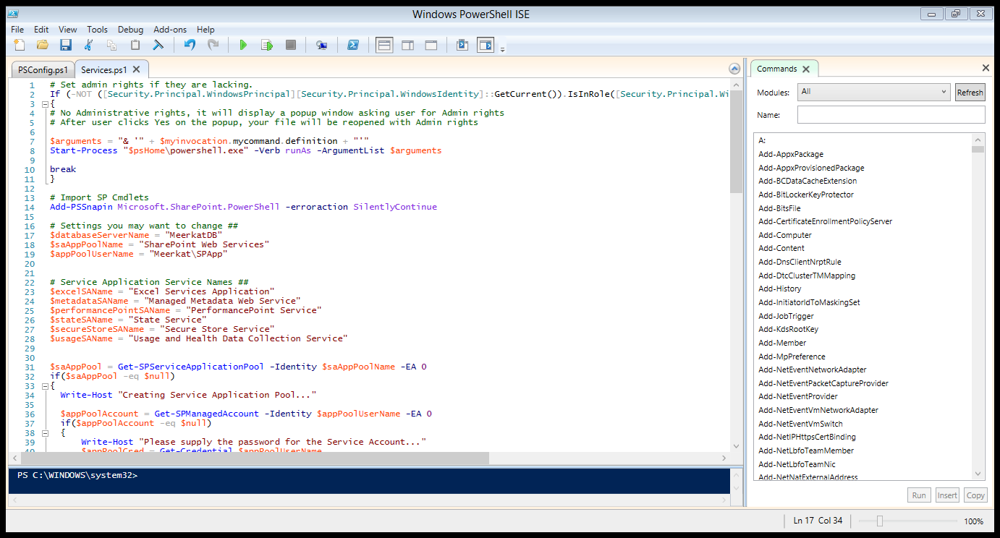 Windows PowerShell ISE
File Edit View Tools Debug Add-ons Help
PSConfig.ps1 Services.ps1
1 # Set admin rights if they are lacking.
2 If (-NOT ([Security.Principal.WindowsPrincipal][Security.Principal.WindowsIdentity]::GetCurrent()).IsInRole([Security.Principal.Wi
3 {
4 # No Administrative rights, it will display a popup window asking user for Admin rights
5 # After user clicks Yes on the popup, your file will be reopened with Admin rights
6
7 $arguments = "& '" + $myinvocation.mycommand.definition + "'"
8 Start-Process "$psHome\powershell.exe" -Verb runAs -ArgumentList $arguments
9
10 break
11 }
12
13 # Import SP Cmdlets
14 Add-PSSnapin Microsoft.SharePoint.PowerShell -erroraction SilentlyContinue
15
16 # Settings you may want to change ##
17 $databaseServerName = "MeerkatDB"
18 $saAppPoolName = "SharePoint Web Services"
19 $appPoolUserName = "Meerkat\SPApp"
20
21
22 # Service Application Service Names ##
23 $excelSAName = "Excel Services Application"
24 $metadataSAName = "Managed Metadata Web Service"
25 $performancePointSAName = "PerformancePoint Service"
26 $stateSAName = "State Service"
27 $secureStoreSAName = "Secure Store Service"
28 $usageSAName = "Usage and Health Data Collection Service"
29
30
31 $saAppPool = Get-SPServiceApplicationPool -Identity $saAppPoolName -EA 0
32 if($saAppPool -eq $null)
33 {
34 Write-Host "Creating Service Application Pool..."
35
36 $appPoolAccount = Get-SPManagedAccount -Identity $appPoolUserName -EA 0
37 if($appPoolAccount -eq $null)
38 {
39 Write-Host "Please supply the password for the Service Account..."
40 $appPoolCred = Get-Credential $appPoolUserName
PS C:\WINDOWS\system32>
Commands
Modules: All Refresh
Name:
A:
Add-AppxPackage
Add-AppxProvisionedPackage
Add-BCDataCacheExtension
Add-BitLockerKeyProtector
Add-BitsFile
Add-CertificateEnrollmentPolicyServer
Add-Computer
Add-Content
Add-DnsClientNrptRule
Add-DtcClusterTMMapping
Add-History
Add-InitiatorIdToMaskingSet
Add-JobTrigger
Add-KdsRootKey
Add-Member
Add-MpPreference
Add-NetEventNetworkAdapter
Add-NetEventPacketCaptureProvider
Add-NetEventProvider
Add-NetEventVmNetworkAdapter
Add-NetEventVmSwitch
Add-NetIPHttpsCertBinding
Add-NetLbfoTeamMember
Add-NetLbfoTeamNic
Add-NetNatExternalAddress
Run Insert Copy
Ln 17 Col 34 100%